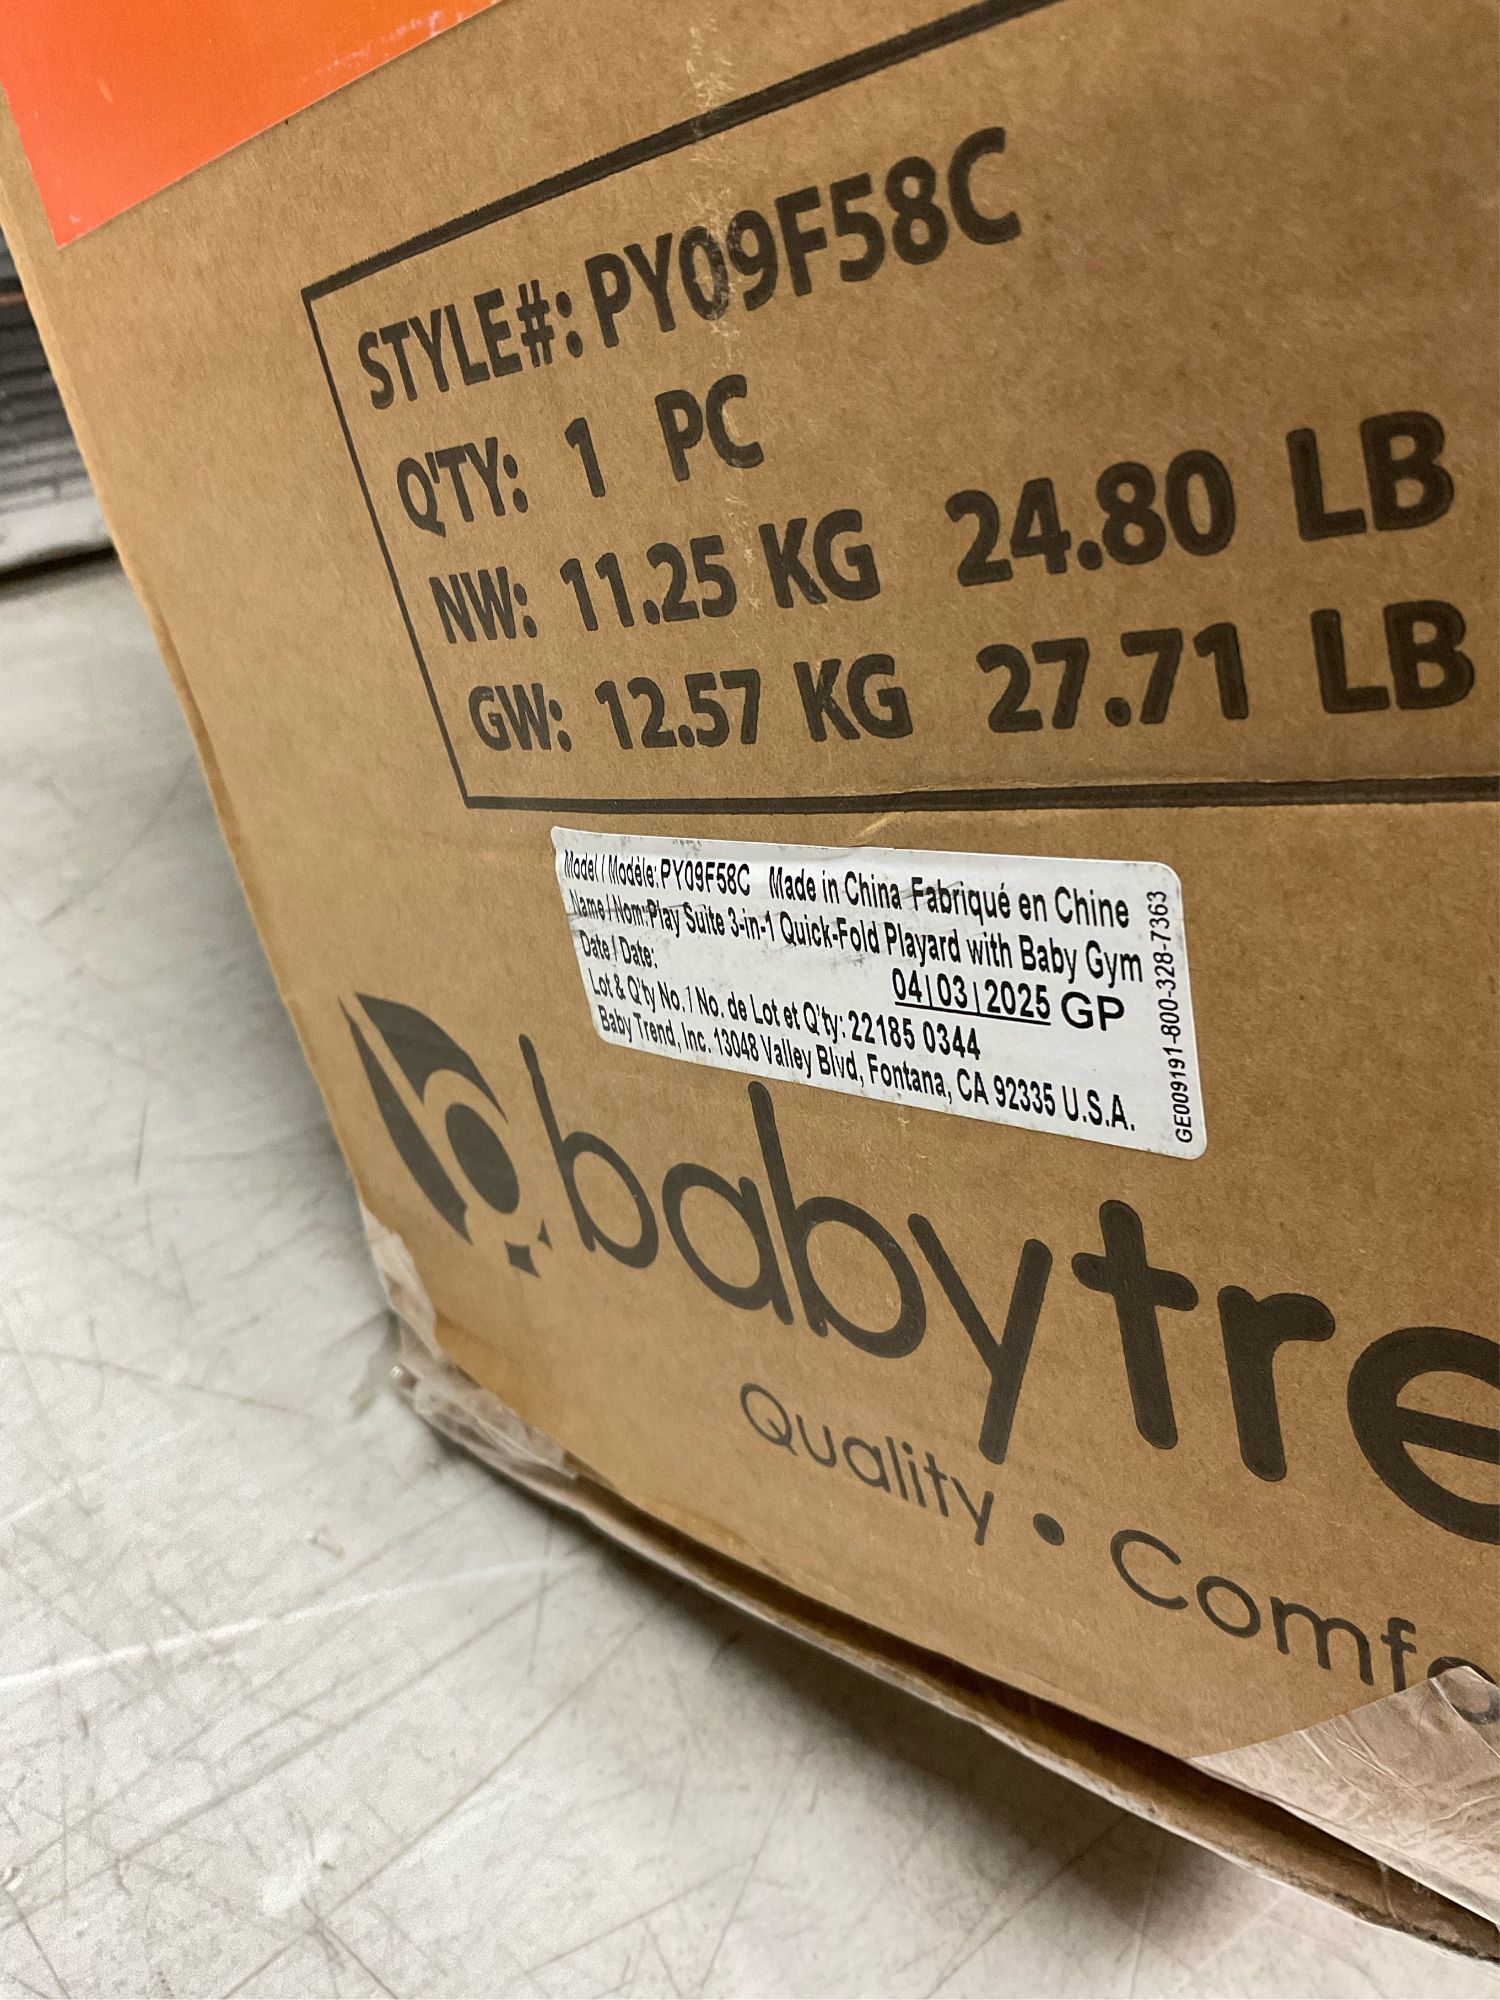 STYLE#: PY09F58C
Q'TY: 1 PC
NW: 11.25 KG 24.80 LB
GW: 12.57 KG 27.71 LB
Model / Modèle: PY09F58C Made in China Fabriqué en Chine
Name / Nom: Play Suite 3-in-1 Quick-Fold Playard with Baby Gym
Date / Date: 04|03|2025 GP
Lot & Q'ty No. / No. de Lot et Q'ty: 22185 0344
Baby Trend, Inc. 13048 Valley Blvd, Fontana, CA 92335 U.S.A.
GE009191-800-328-7363
babytre
Quality • Comfo